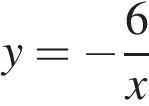 y = −6/x